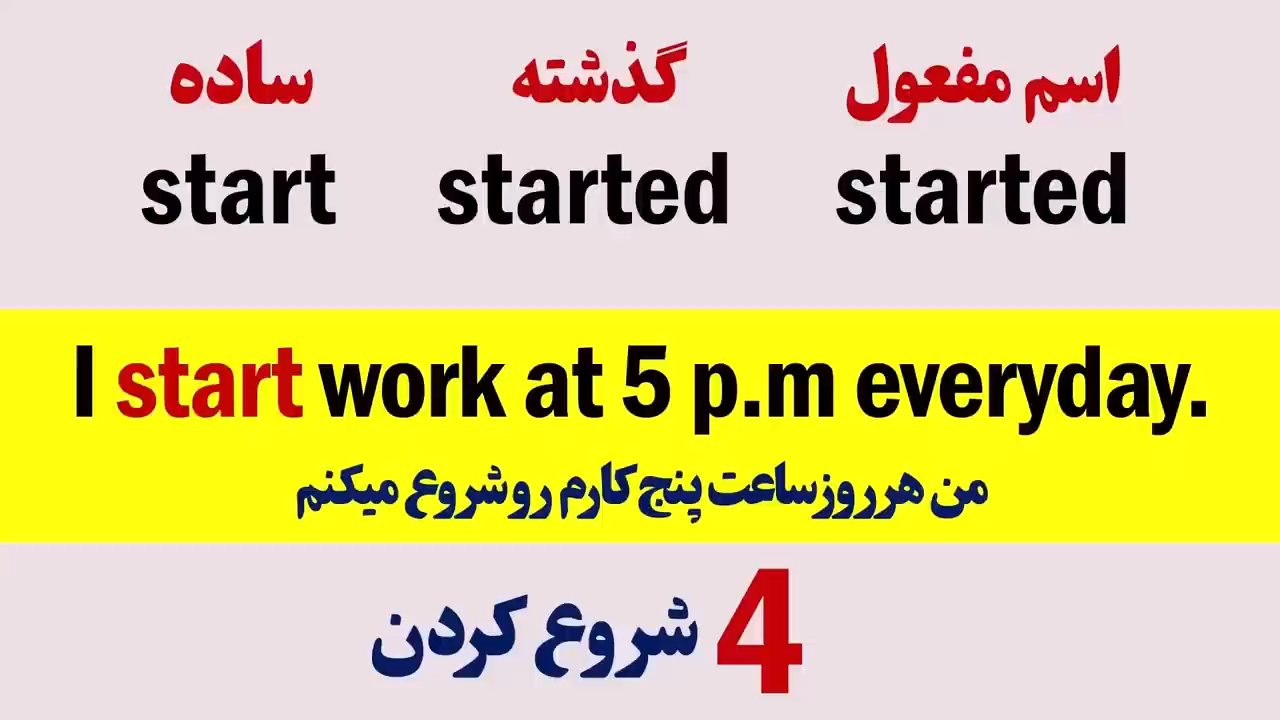 ساده گذشته اسم مفعول
start started started
I start work at 5 p.m everyday.
من هر روز ساعت پنج کارم رو شروع میکنم
4 شروع کردن